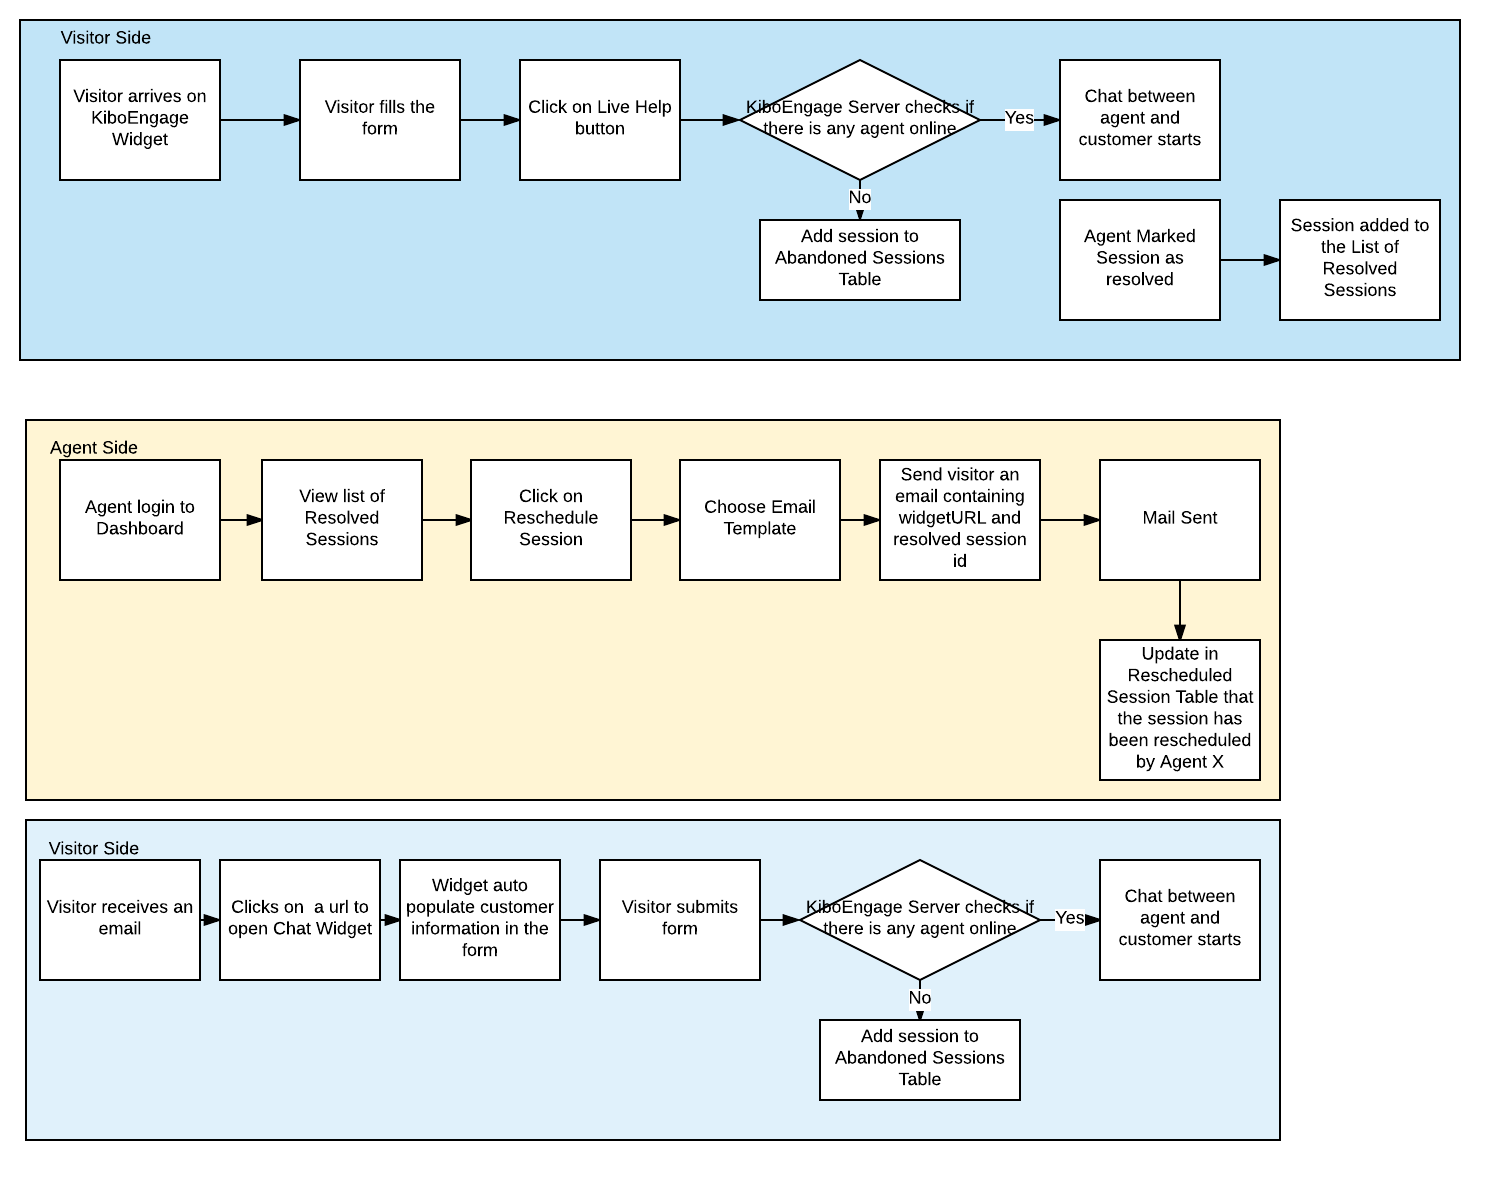 Visitor Side
Visitor arrives on
KiboEngage
Widget
Visitor fills the
form
Click on Live Help
button
KiboEngage Server checks if
there is any agent online
Yes
No
Chat between
agent and
customer starts
Add session to
Abandoned Sessions
Table
Agent Marked
Session as
resolved
Session added to
the List of
Resolved
Sessions
Agent Side
Agent login to
Dashboard
View list of
Resolved
Sessions
Click on
Reschedule
Session
Choose Email
Template
Send visitor an
email containing
widgetURL and
resolved session
id
Mail Sent
Update in
Rescheduled
Session Table that
the session has
been rescheduled
by Agent X
Visitor Side
Visitor receives an
email
Clicks on  a url to
open Chat Widget
Widget auto
populate customer
information in the
form
Visitor submits
form
KiboEngage Server checks if
there is any agent online
Yes
No
Chat between
agent and
customer starts
Add session to
Abandoned Sessions
Table